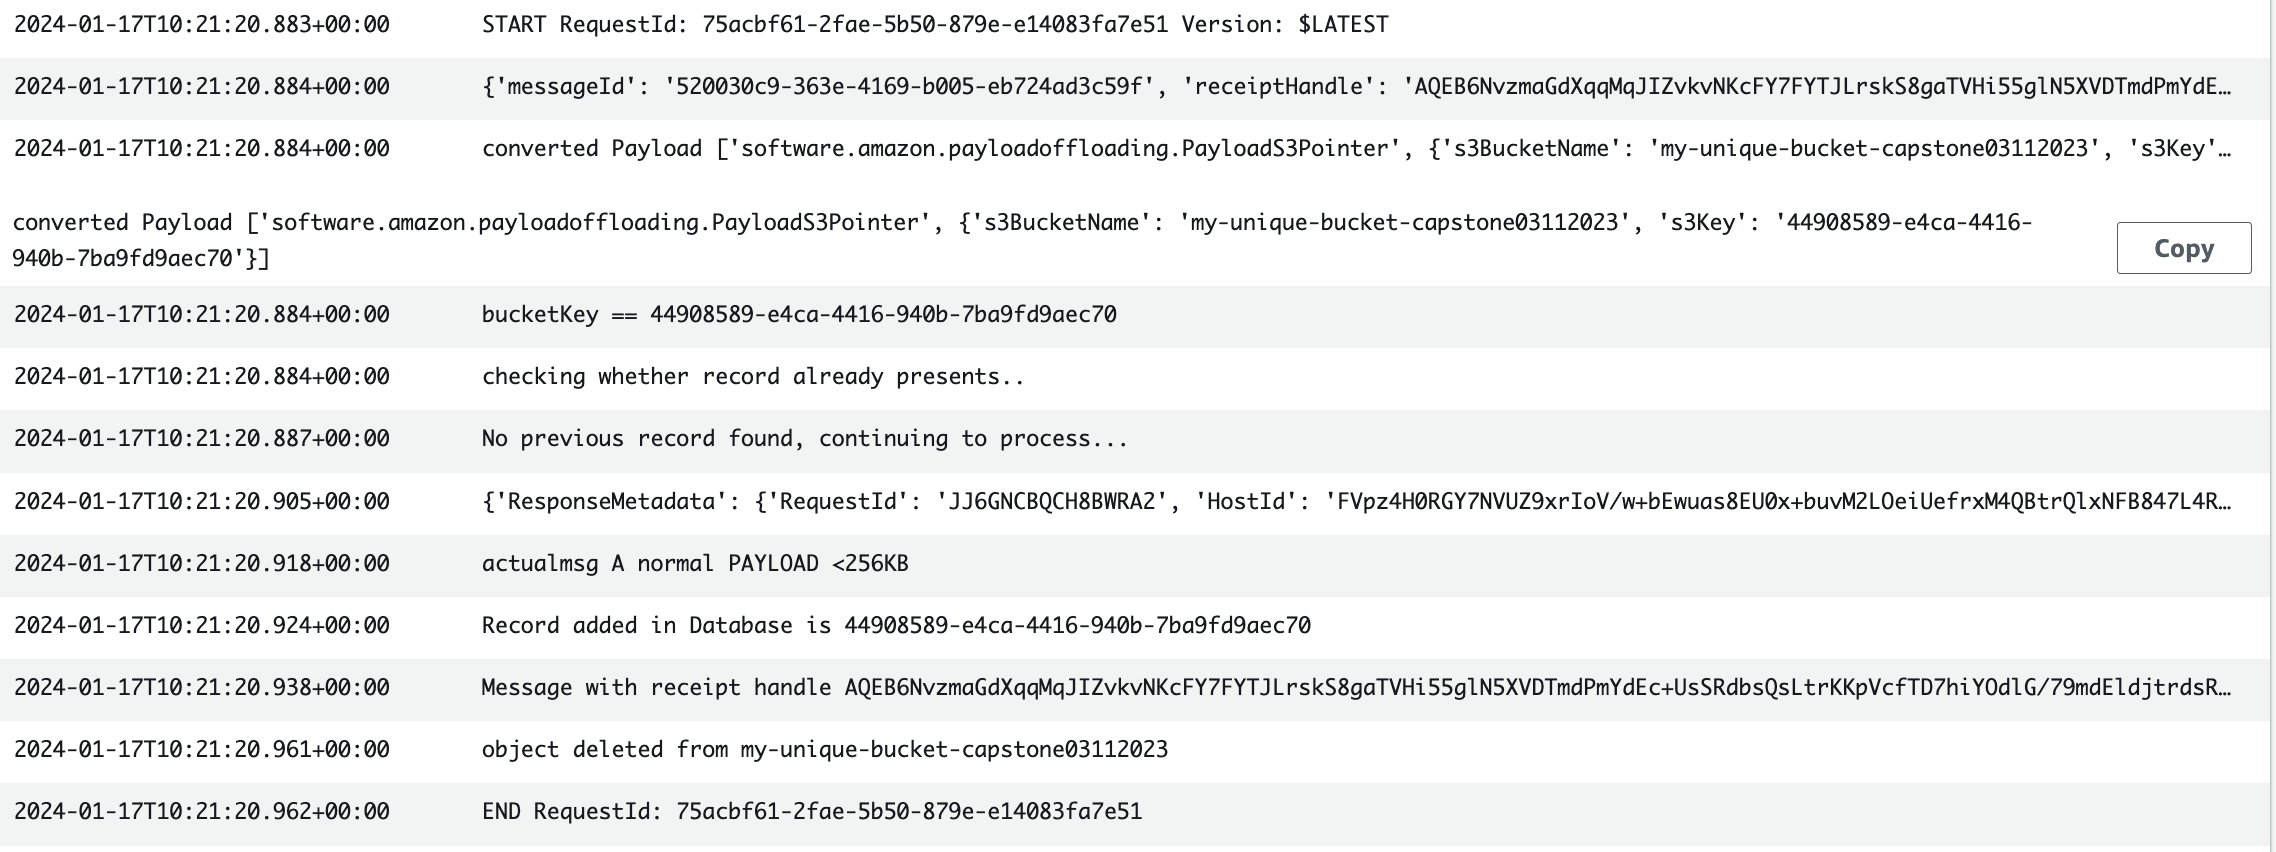 2024-01-17T10:21:20.883+00:00 START RequestId: 75acbf61-2fae-5b50-879e-e14083fa7e51 Version: $LATEST
2024-01-17T10:21:20.884+00:00 {'messageId': '520030c9-363e-4169-b005-eb724ad3c59f', 'receiptHandle': 'AQEB6NvzmaGdXqqMqJIZvkvNKcFY7FYTJLrskS8gaTVHi55glN5XVDTmdPmYdE…
2024-01-17T10:21:20.884+00:00 converted Payload ['software.amazon.payloadoffloading.PayloadS3Pointer', {'s3BucketName': 'my-unique-bucket-capstone03112023', 's3Key'…
converted Payload ['software.amazon.payloadoffloading.PayloadS3Pointer', {'s3BucketName': 'my-unique-bucket-capstone03112023', 's3Key': '44908589-e4ca-4416-
940b-7ba9fd9aec70'}]
Copy
2024-01-17T10:21:20.884+00:00 bucketKey == 44908589-e4ca-4416-940b-7ba9fd9aec70
2024-01-17T10:21:20.884+00:00 checking whether record already presents..
2024-01-17T10:21:20.887+00:00 No previous record found, continuing to process...
2024-01-17T10:21:20.905+00:00 {'ResponseMetadata': {'RequestId': 'JJ6GNCBQCH8BWRA2', 'HostId': 'FVpz4H0RGY7NVUZ9xrIoV/w+bEwuas8EU0x+buvM2LOeiUefrxM4QBtrQlxNFB847L4R…
2024-01-17T10:21:20.918+00:00 actualmsg A normal PAYLOAD <256KB
2024-01-17T10:21:20.924+00:00 Record added in Database is 44908589-e4ca-4416-940b-7ba9fd9aec70
2024-01-17T10:21:20.938+00:00 Message with receipt handle AQEB6NvzmaGdXqqMqJIZvkvNKcFY7FYTJLrskS8gaTVHi55glN5XVDTmdPmYdEc+UsSRdbsQsLtrKKpVcfTD7hiYOdlG/79mdEldjtrdsR…
2024-01-17T10:21:20.961+00:00 object deleted from my-unique-bucket-capstone03112023
2024-01-17T10:21:20.962+00:00 END RequestId: 75acbf61-2fae-5b50-879e-e14083fa7e51